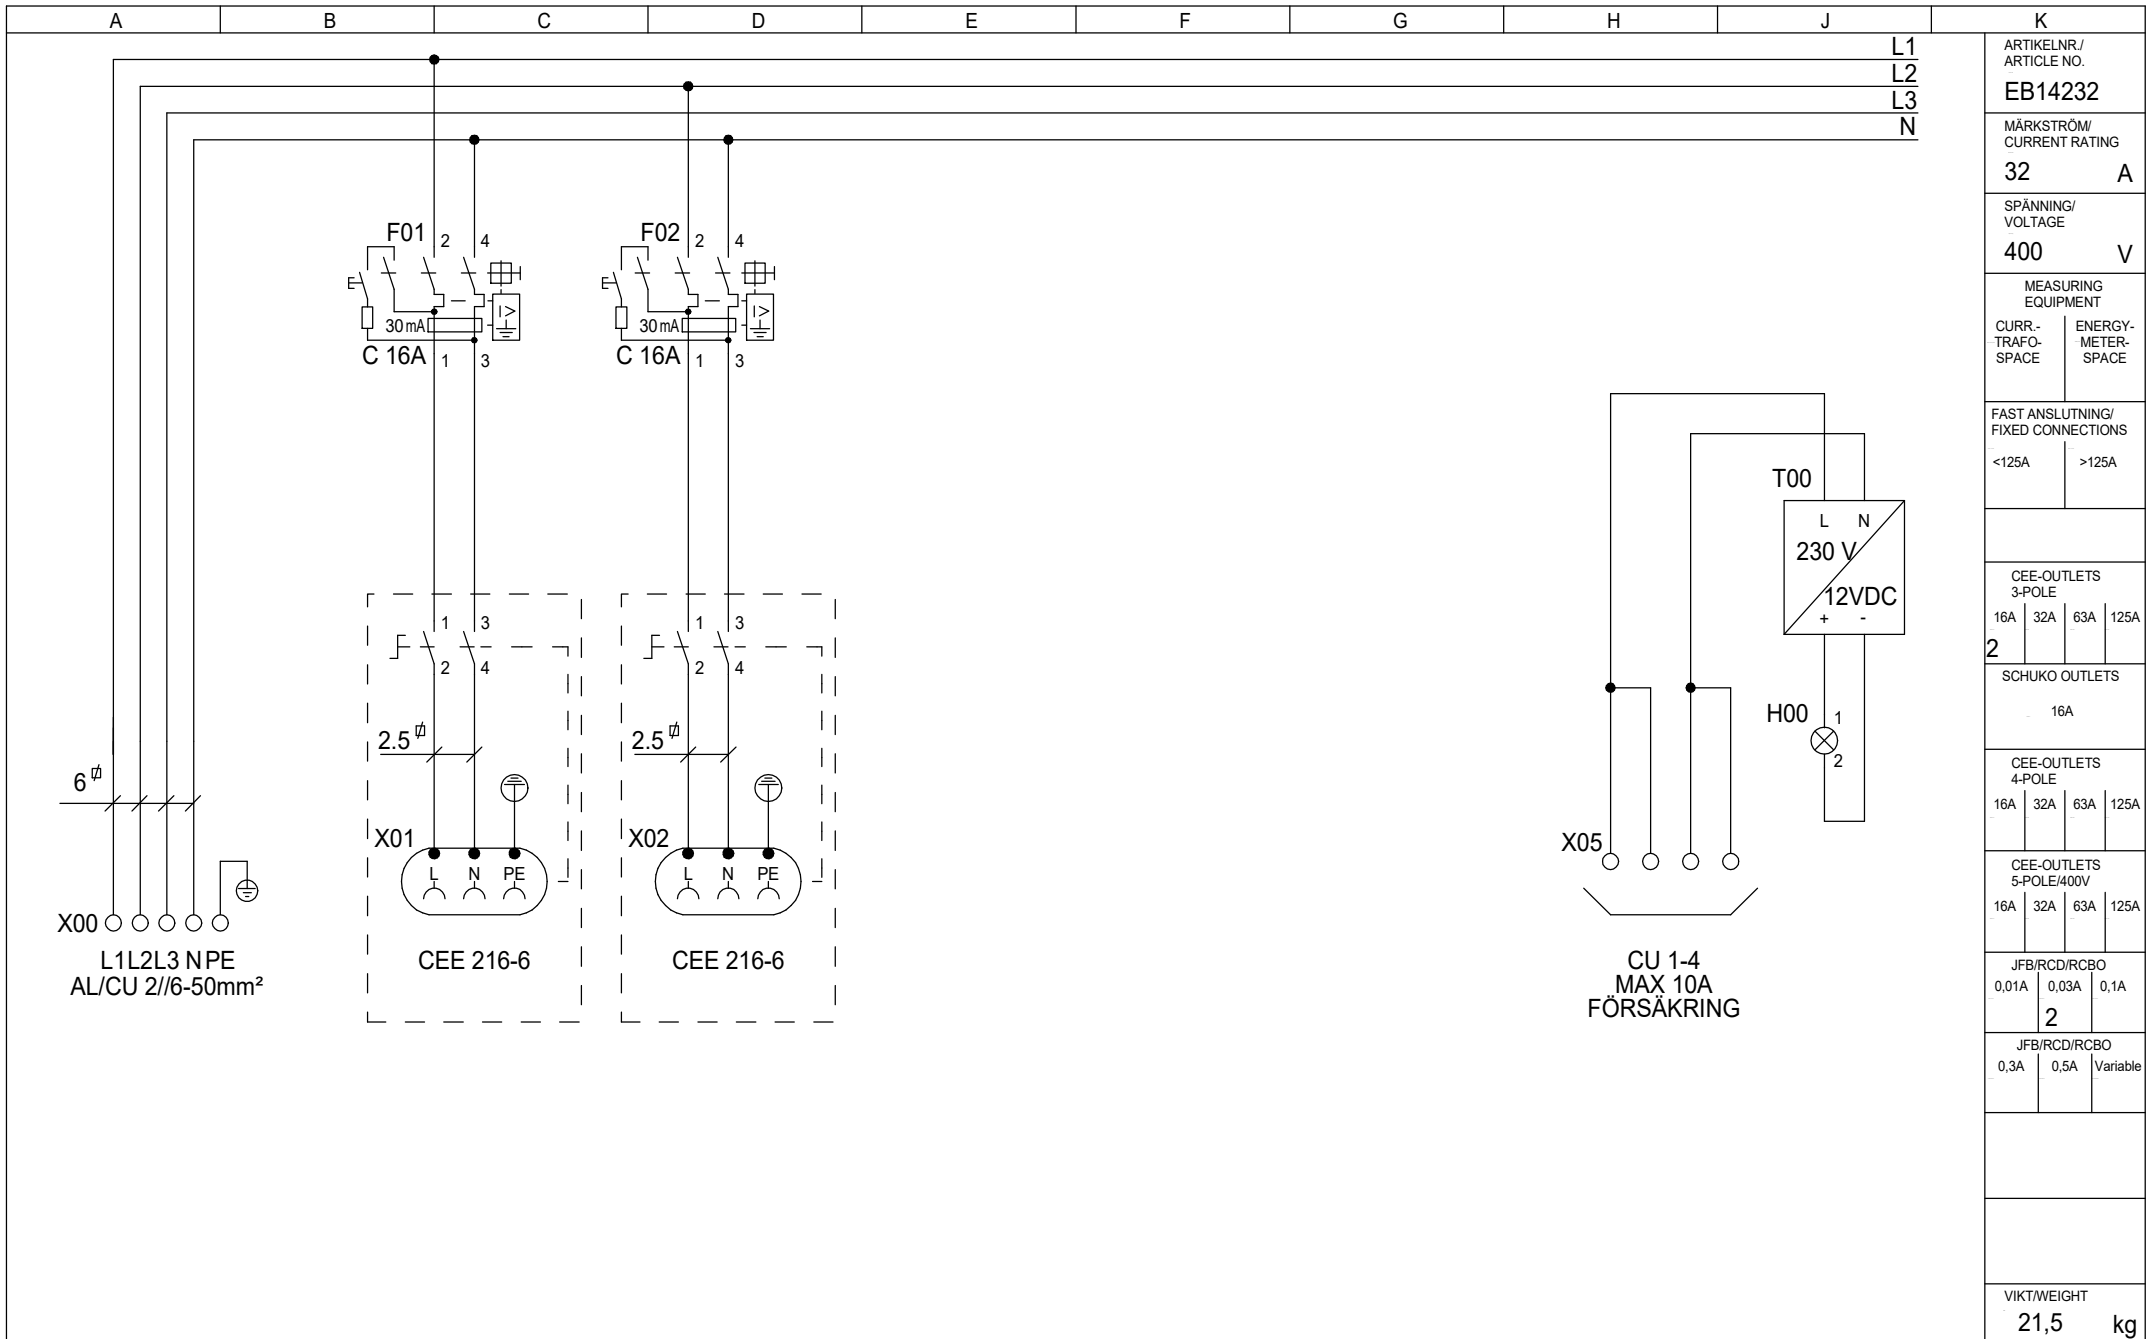 A B C D E F G H J K
L1
L2
L3
N
F01 2 4
30 mA
C 16A 1 3
F02 2 4
30 mA
C 16A 1 3
1 3
2 4
2.5
X01
L N PE
CEE 216-6
1 3
2 4
2.5
X02
L N PE
CEE 216-6
6
X00
L1 L2 L3 N PE
AL/CU 2//6-50mm²
T00
L N
230 V
12VDC
+ -
H00 1
2
X05
CU 1-4
MAX 10A
FÖRSÄKRING
ARTIKELNR./
ARTICLE NO.
EB14232
MÄRKSTRÖM/
CURRENT RATING
32 A
SPÄNNING/
VOLTAGE
400 V
MEASURING
EQUIPMENT
CURR.- ENERGY-
TRAFO- METER-
SPACE SPACE
FAST ANSLUTNING/
FIXED CONNECTIONS
<125A >125A
CEE-OUTLETS
3-POLE
16A 32A 63A 125A
2
SCHUKO OUTLETS
16A
CEE-OUTLETS
4-POLE
16A 32A 63A 125A
CEE-OUTLETS
5-POLE/400V
16A 32A 63A 125A
JFB/RCD/RCBO
0,01A 0,03A 0,1A
2
JFB/RCD/RCBO
0,3A 0,5A Variable
VIKT/WEIGHT
21,5 kg